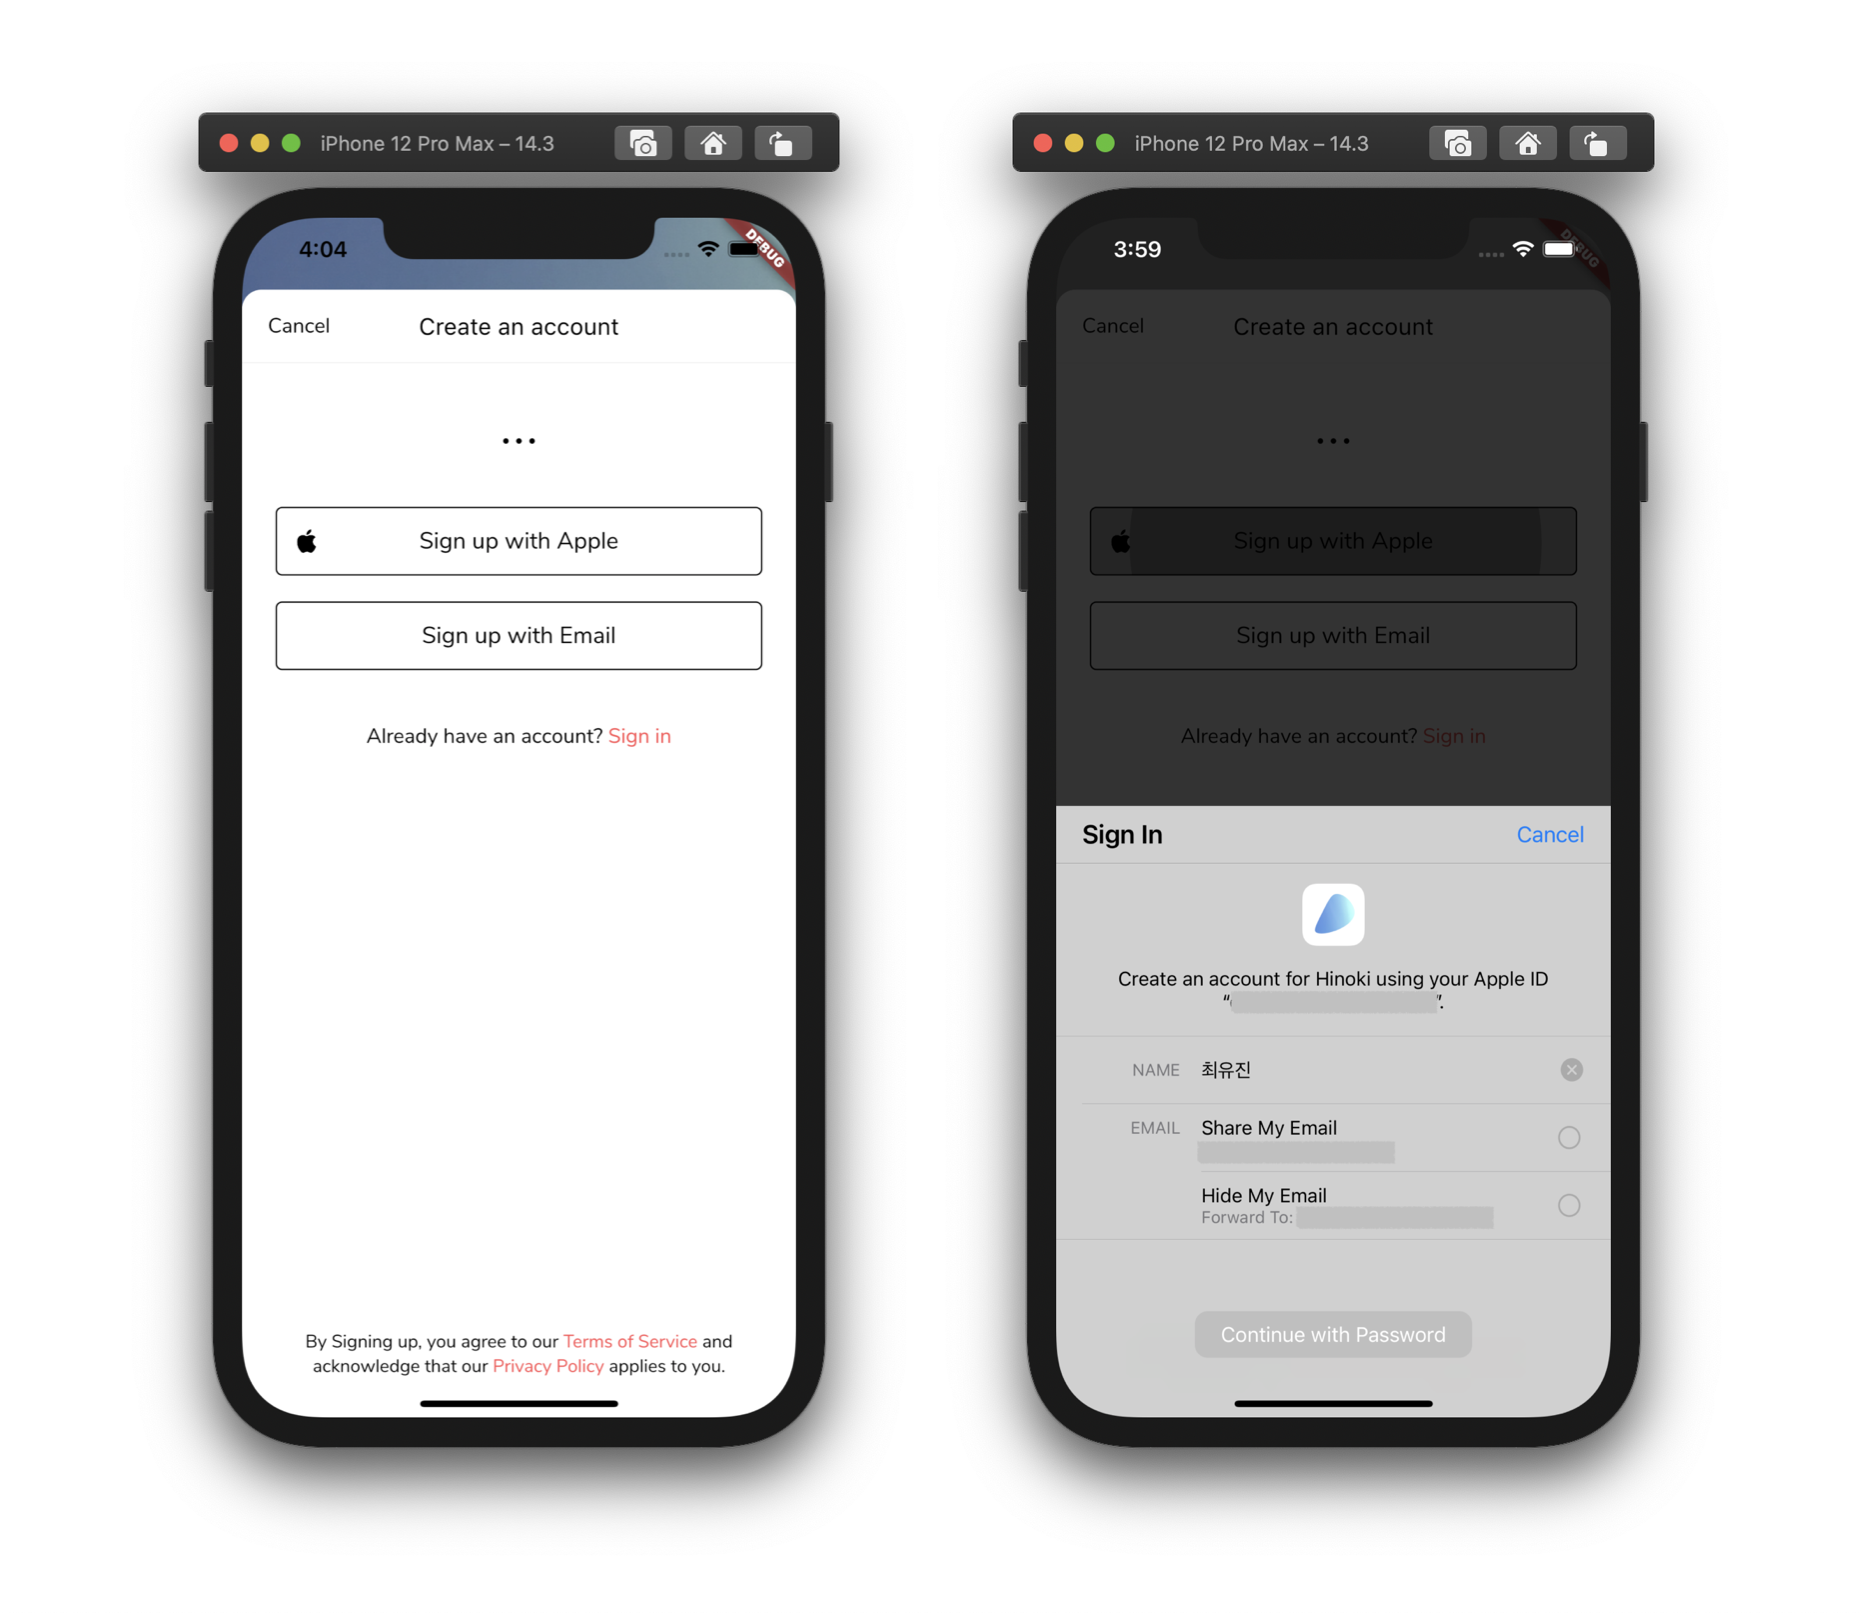 iPhone 12 Pro Max – 14.3
4:04
DEBUG
Cancel
Create an account
...
Sign up with Apple
Sign up with Email
Already have an account? Sign in
By Signing up, you agree to our Terms of Service and
acknowledge that our Privacy Policy applies to you.
iPhone 12 Pro Max – 14.3
3:59
DEBUG
Cancel
Create an account
...
Sign up with Apple
Sign up with Email
Already have an account? Sign in
Sign In
Cancel
Create an account for Hinoki using your Apple ID
“ ”.
NAME 최유진
EMAIL Share My Email
Hide My Email
Forward To:
Continue with Password